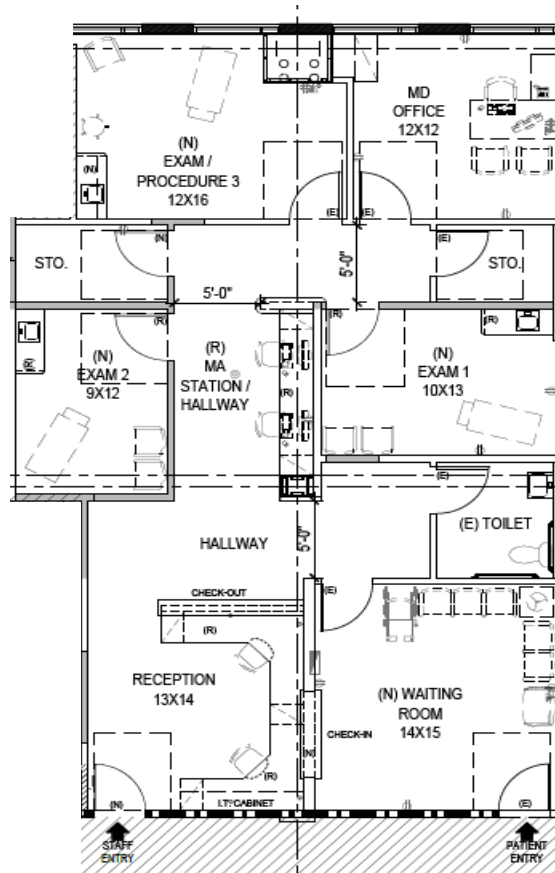 MD
OFFICE
12X12
(N)
EXAM /
PROCEDURE 3
12X16
(N)
(E)
(E)
(N)
(E)
STO.
STO.
5'-0"
5'-0"
(R)
(R)
(R)
(N)
EXAM 2
9X12
(R)
(R)
MA
STATION /
HALLWAY
(R)
(N)
EXAM 1
10X13
(E)
(E) TOILET
HALLWAY
5'-0"
CHECK-OUT
(E)
(R)
RECEPTION
13X14
(N) WAITING
ROOM
14X15
CHECK-IN
(N)
(R)
I.T. CABINET
(N)
(E)
STAFF
ENTRY
PATIENT
ENTRY